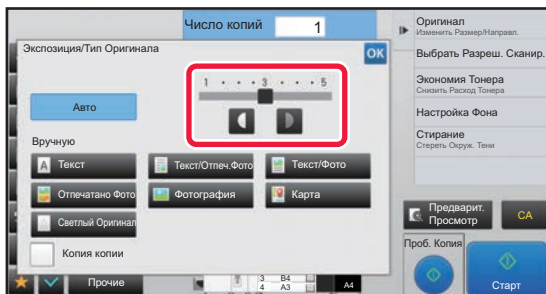 Число копий 1
Экспозиция/Тип Оригинала
OK
1 • • • 3 • • • 5
Авто
Вручную
A Текст
Текст/Отпеч.Фото
Текст/Фото
Отпечатано Фото
Фотография
Карта
Светлый Оригинал
Копия копии
Прочие
3 B4
4 A3
A4
Оригинал
Изменить Размер/Направл.
Выбрать Разреш. Сканир.
Экономия Тонера
Снизить Расход Тонера
Настройка Фона
Стирание
Стереть Окруж. Тени
Предварит.
Просмотр
CA
Проб. Копия
Старт